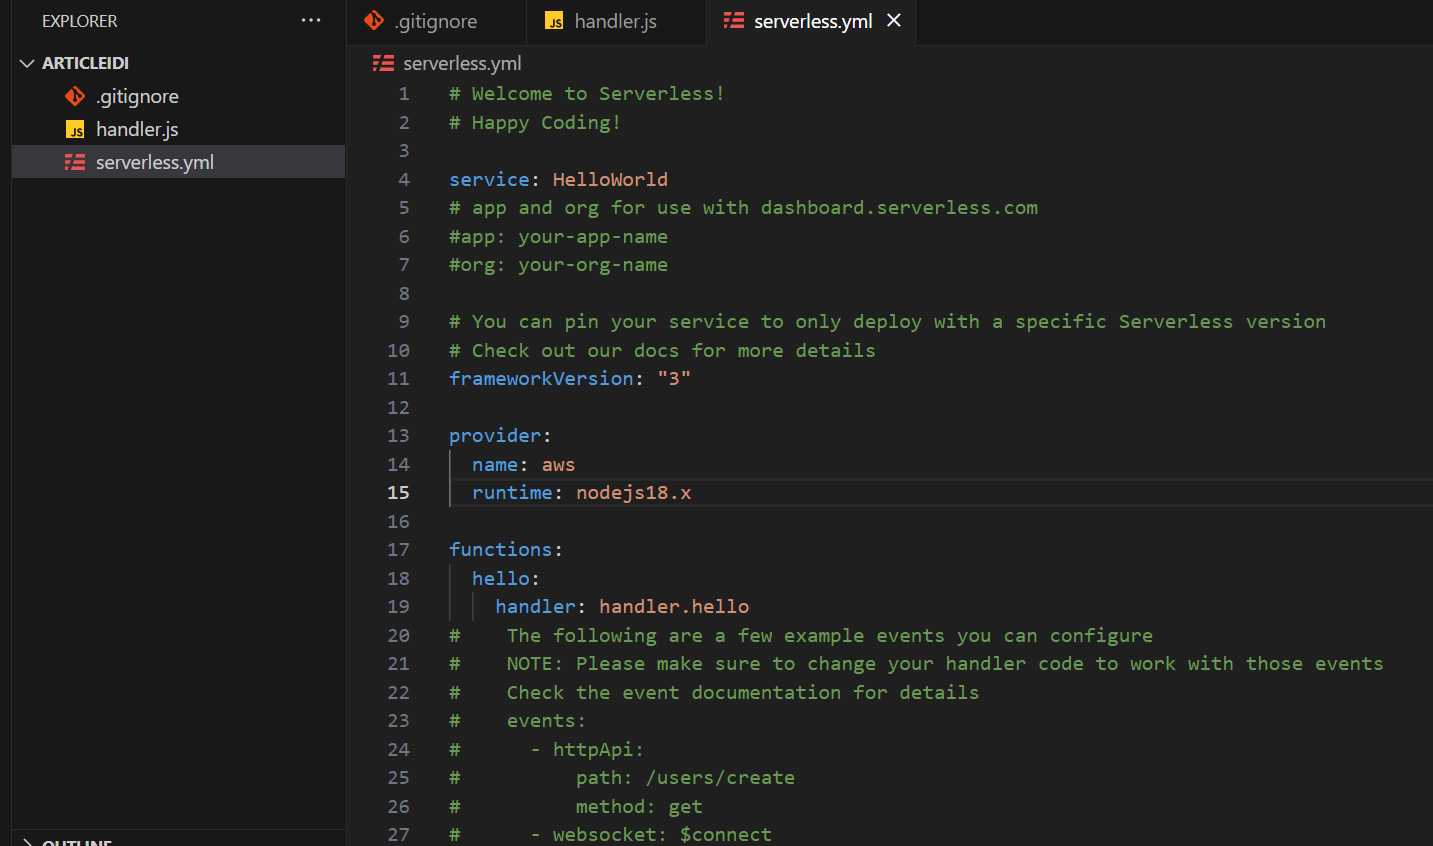 EXPLORER ···
ARTICLEIDI
.gitignore
JS handler.js
serverless.yml
OUTLINE
.gitignore JS handler.js serverless.yml
serverless.yml
1 # Welcome to Serverless!
2 # Happy Coding!
3
4 service: HelloWorld
5 # app and org for use with dashboard.serverless.com
6 #app: your-app-name
7 #org: your-org-name
8
9 # You can pin your service to only deploy with a specific Serverless version
10 # Check out our docs for more details
11 frameworkVersion: "3"
12
13 provider:
14   name: aws
15   runtime: nodejs18.x
16
17 functions:
18   hello:
19     handler: handler.hello
20 #    The following are a few example events you can configure
21 #    NOTE: Please make sure to change your handler code to work with those events
22 #    Check the event documentation for details
23 #    events:
24 #      - httpApi:
25 #          path: /users/create
26 #          method: get
27 #      - websocket: $connect